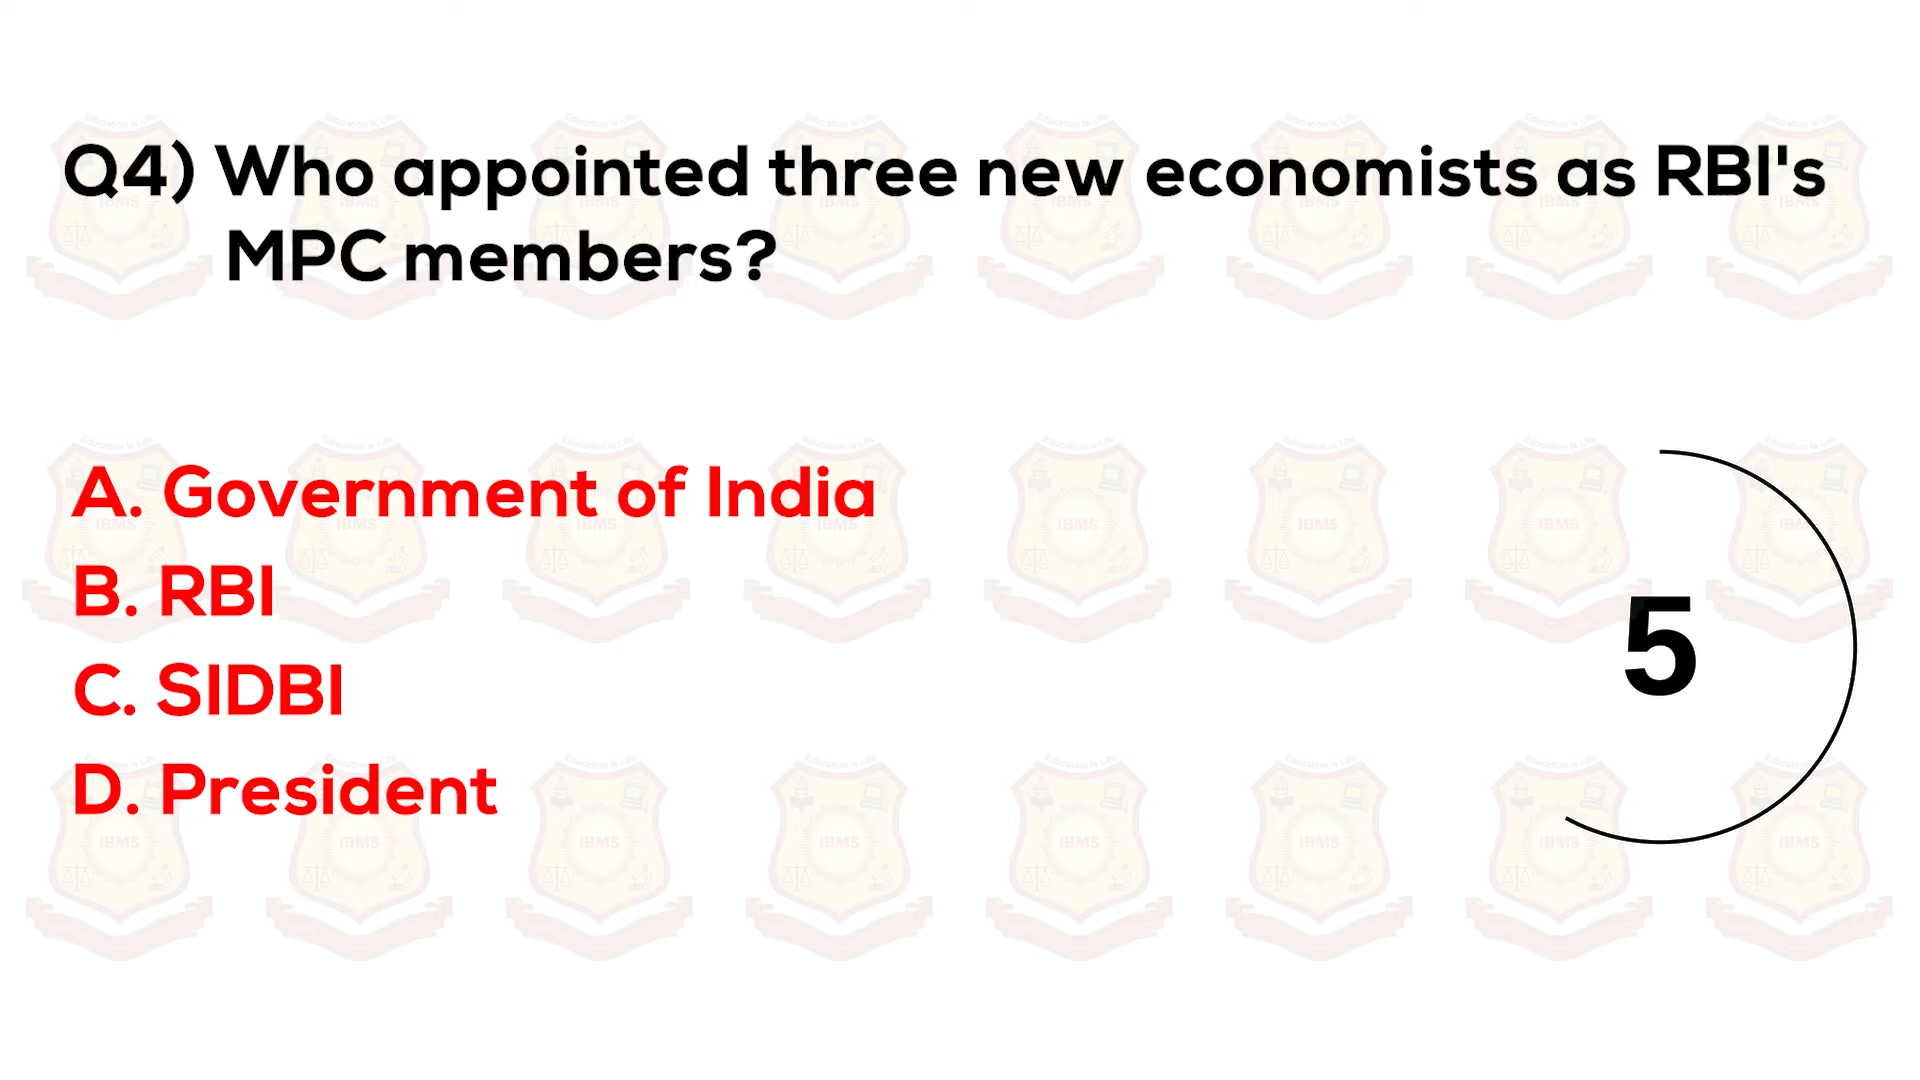 Q4) Who appointed three new economists as RBI's
MPC members?
A. Government of India
B. RBI
C. SIDBI
D. President
5